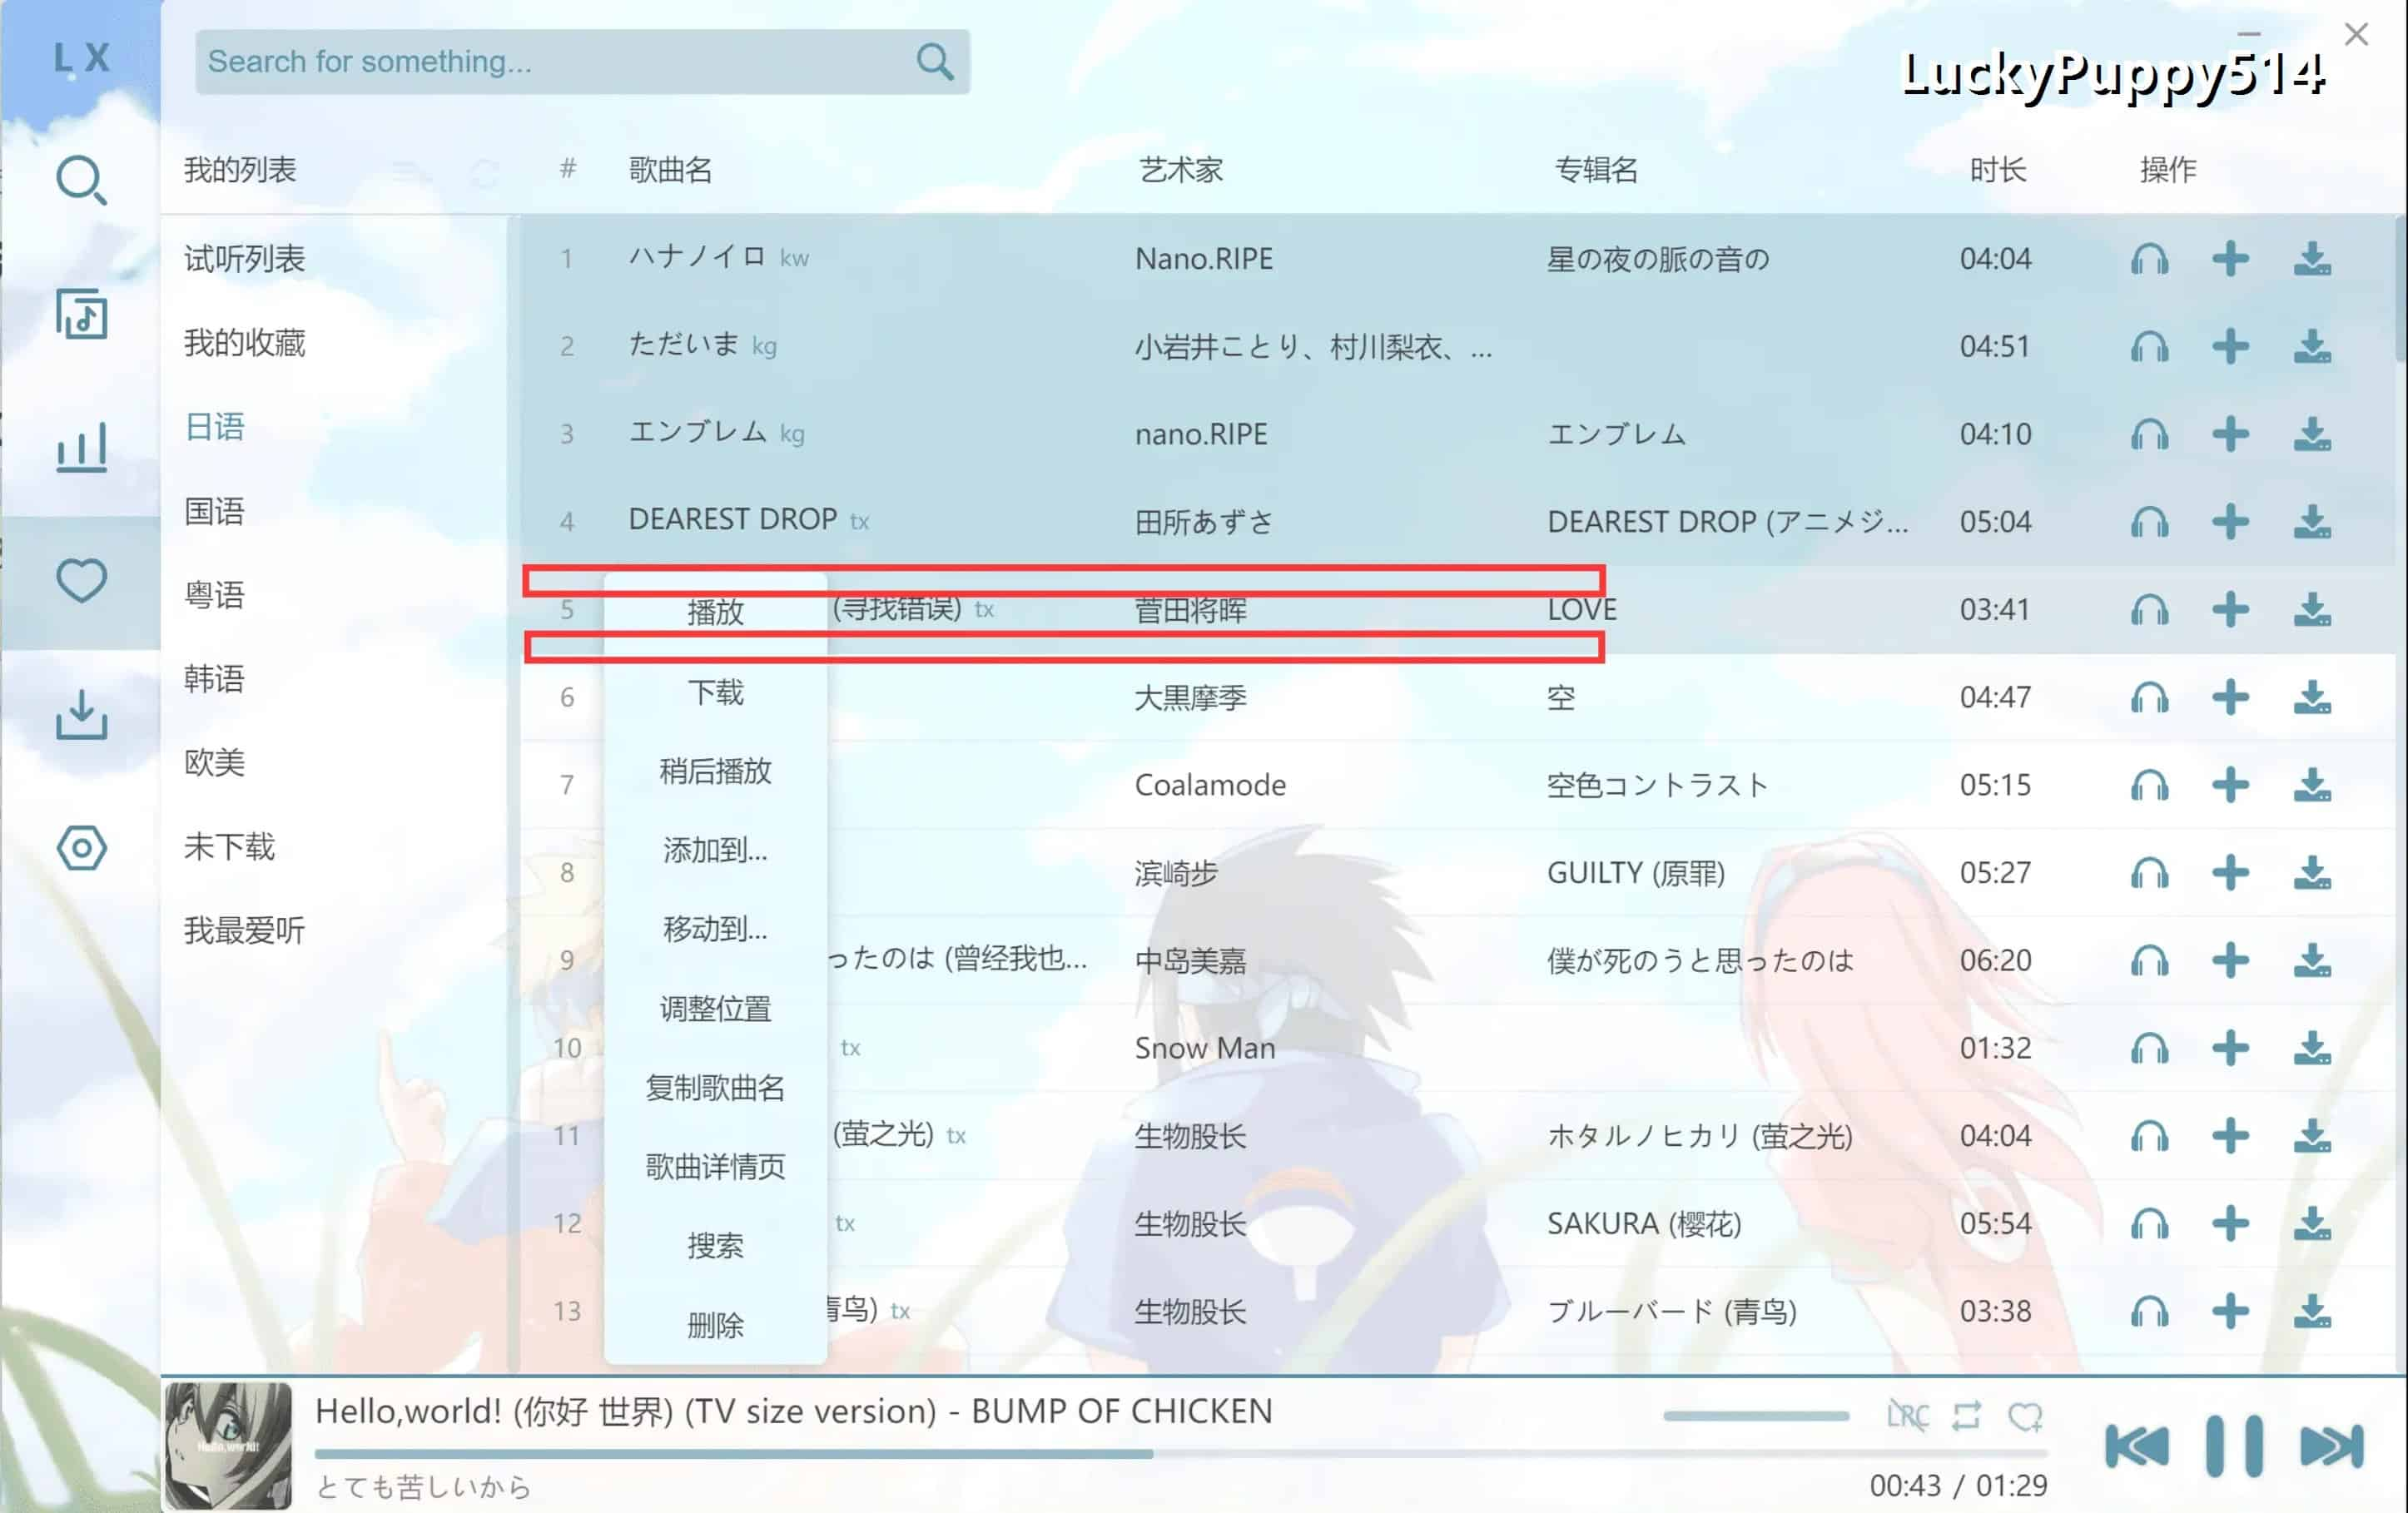 L X
Search for something...
LuckyPuppy514
我的列表
# 歌曲名 艺术家 专辑名 时长 操作
试听列表
我的收藏
日语
国语
粤语
韩语
欧美
未下载
我最爱听
1 ハナノイロ kw Nano.RIPE 星の夜の脈の音の 04:04
2 ただいま kg 小岩井ことり、村川梨衣、... 04:51
3 エンブレム kg nano.RIPE エンブレム 04:10
4 DEAREST DROP tx 田所あずさ DEAREST DROP (アニメジ... 05:04
5 (寻找错误) tx 菅田将晖 LOVE 03:41
6 大黒摩季 空 04:47
7 Coalamode 空色コントラスト 05:15
8 滨崎步 GUILTY (原罪) 05:27
9 ったのは (曾经我也... 中岛美嘉 僕が死のうと思ったのは 06:20
10 tx Snow Man 01:32
11 (萤之光) tx 生物股长 ホタルノヒカリ (萤之光) 04:04
12 tx 生物股长 SAKURA (樱花) 05:54
13 青鸟) tx 生物股长 ブルーバード (青鸟) 03:38
播放
下载
稍后播放
添加到...
移动到...
调整位置
复制歌曲名
歌曲详情页
搜索
删除
Hello,world!
Hello,world! (你好 世界) (TV size version) - BUMP OF CHICKEN
LRC
とても苦しいから
00:43 / 01:29